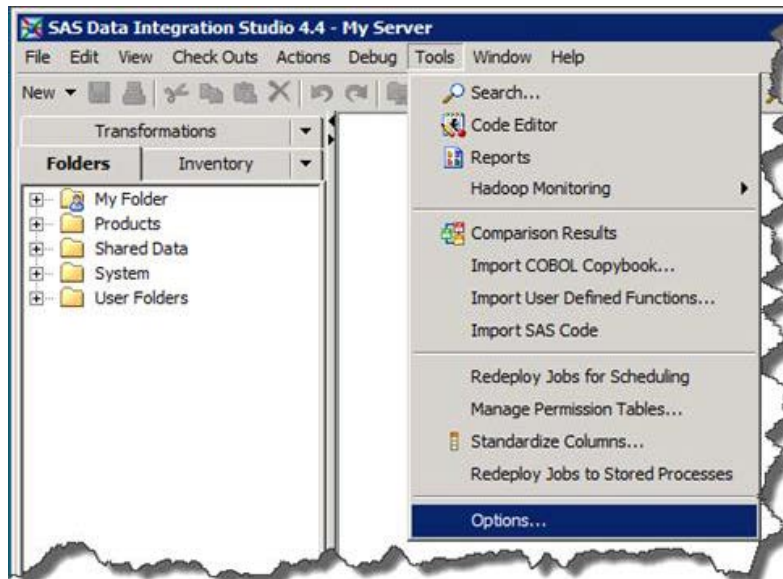 SAS Data Integration Studio 4.4 - My Server
File Edit View Check Outs Actions Debug Tools Window Help
New
Transformations
Folders Inventory
My Folder
Products
Shared Data
System
User Folders
Search...
Code Editor
Reports
Hadoop Monitoring
Comparison Results
Import COBOL Copybook...
Import User Defined Functions...
Import SAS Code
Redeploy Jobs for Scheduling
Manage Permission Tables...
Standardize Columns...
Redeploy Jobs to Stored Processes
Options...